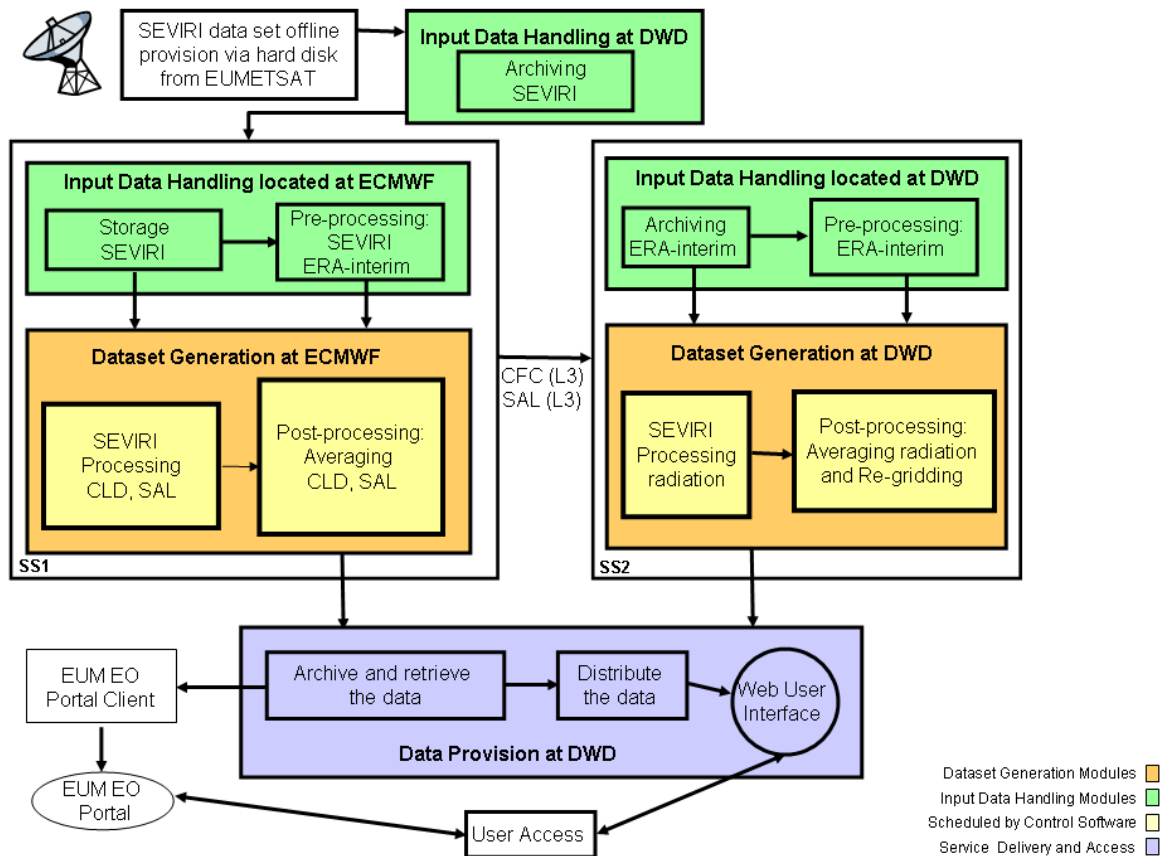 SEVIRI data set offline
provision via hard disk
from EUMETSAT
Input Data Handling at DWD
Archiving
SEVIRI
Input Data Handling located at ECMWF
Storage
SEVIRI
Pre-processing:
SEVIRI
ERA-interim
Dataset Generation at ECMWF
SEVIRI
Processing
CLD, SAL
Post-processing:
Averaging
CLD, SAL
SS1
CFC (L3)
SAL (L3)
Input Data Handling located at DWD
Archiving
ERA-interim
Pre-processing:
ERA-interim
Dataset Generation at DWD
SEVIRI
Processing
radiation
Post-processing:
Averaging radiation
and Re-gridding
SS2
EUM EO
Portal Client
Archive and retrieve
the data
Distribute
the data
Web User
Interface
Data Provision at DWD
EUM EO
Portal
User Access
Dataset Generation Modules
Input Data Handling Modules
Scheduled by Control Software
Service Delivery and Access